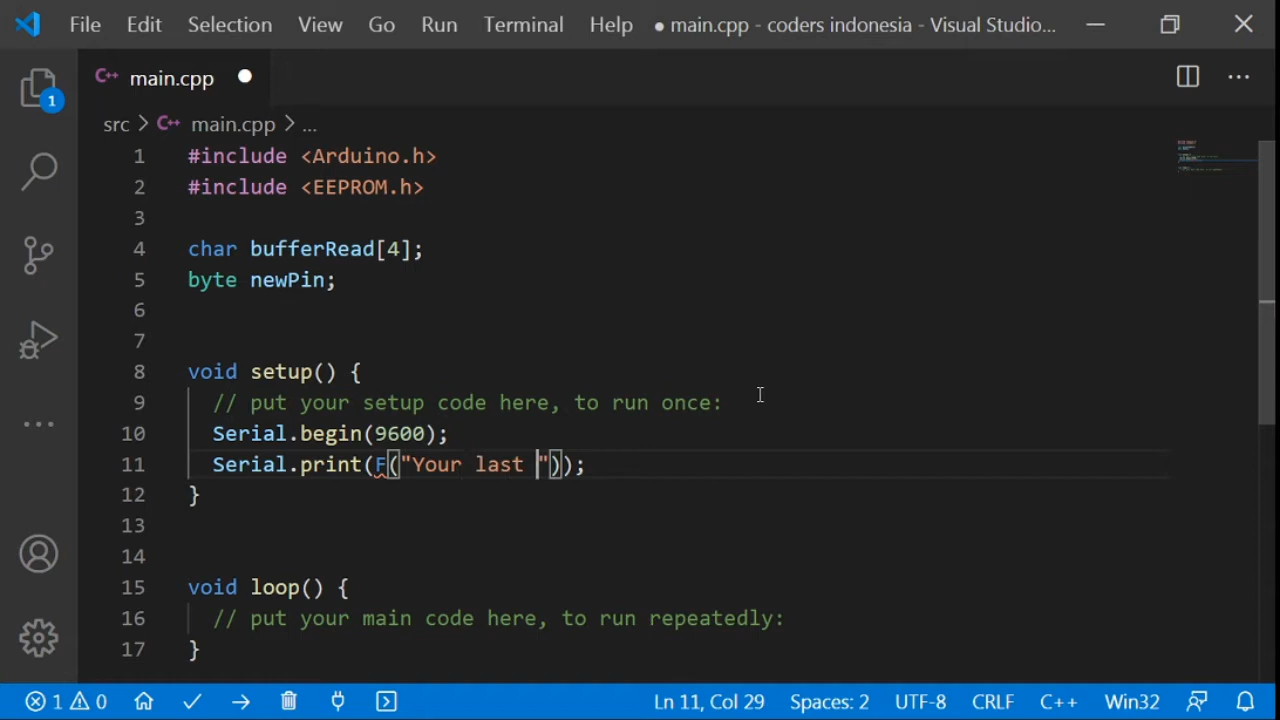 File Edit Selection View Go Run Terminal Help ● main.cpp - coders indonesia - Visual Studio...
1
C++ main.cpp ●
src > C++ main.cpp > ...
1 #include <Arduino.h>
2 #include <EEPROM.h>
3
4 char bufferRead[4];
5 byte newPin;
6
7
8 void setup() {
9 // put your setup code here, to run once:
10 Serial.begin(9600);
11 Serial.print(F("Your last "));
12 }
13
14
15 void loop() {
16 // put your main code here, to run repeatedly:
17 }
1 0 Ln 11, Col 29 Spaces: 2 UTF-8 CRLF C++ Win32